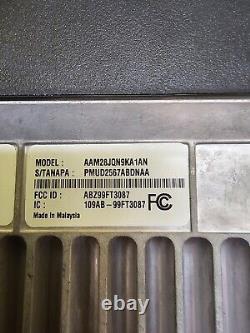 MODEL : AAM28JQN9KA1AN
S/TANAPA : PMUD2567ABDNAA
FCC ID : ABZ99FT3087
IC : 109AB-99FT3087
FC
Made in Malaysia